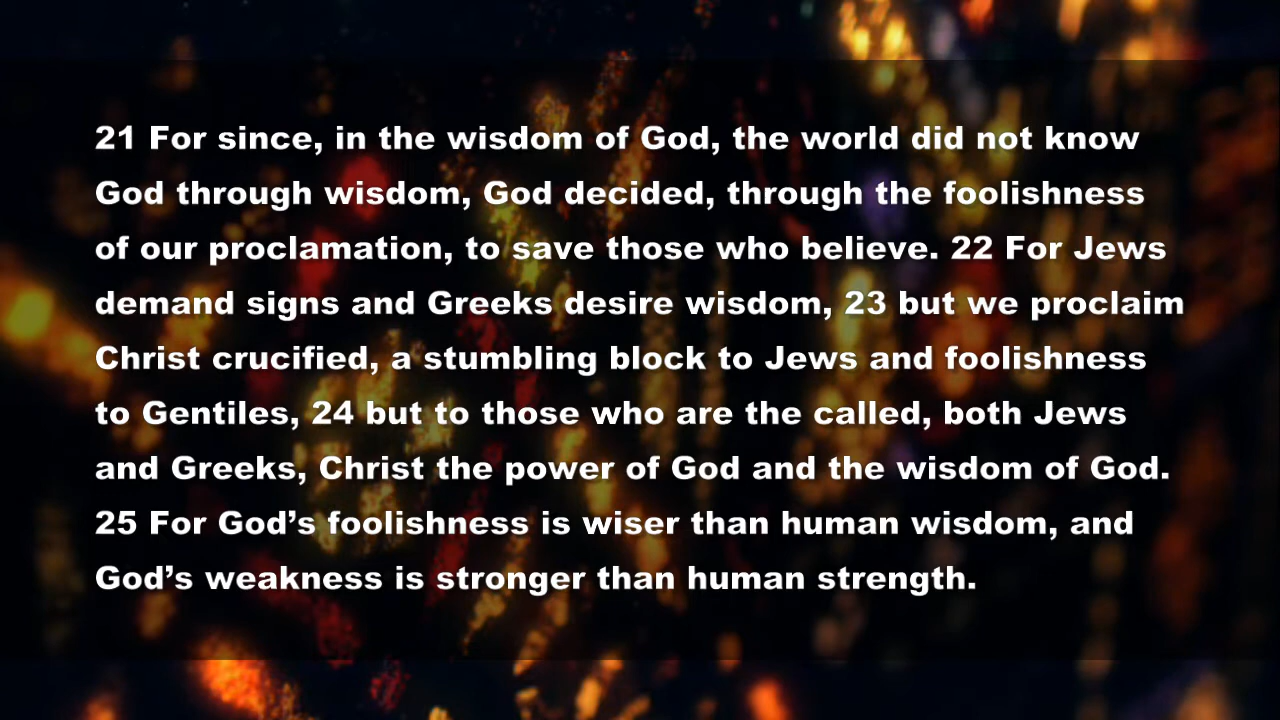 21 For since, in the wisdom of God, the world did not know
God through wisdom, God decided, through the foolishness
of our proclamation, to save those who believe. 22 For Jews
demand signs and Greeks desire wisdom, 23 but we proclaim
Christ crucified, a stumbling block to Jews and foolishness
to Gentiles, 24 but to those who are the called, both Jews
and Greeks, Christ the power of God and the wisdom of God.
25 For God’s foolishness is wiser than human wisdom, and
God’s weakness is stronger than human strength.